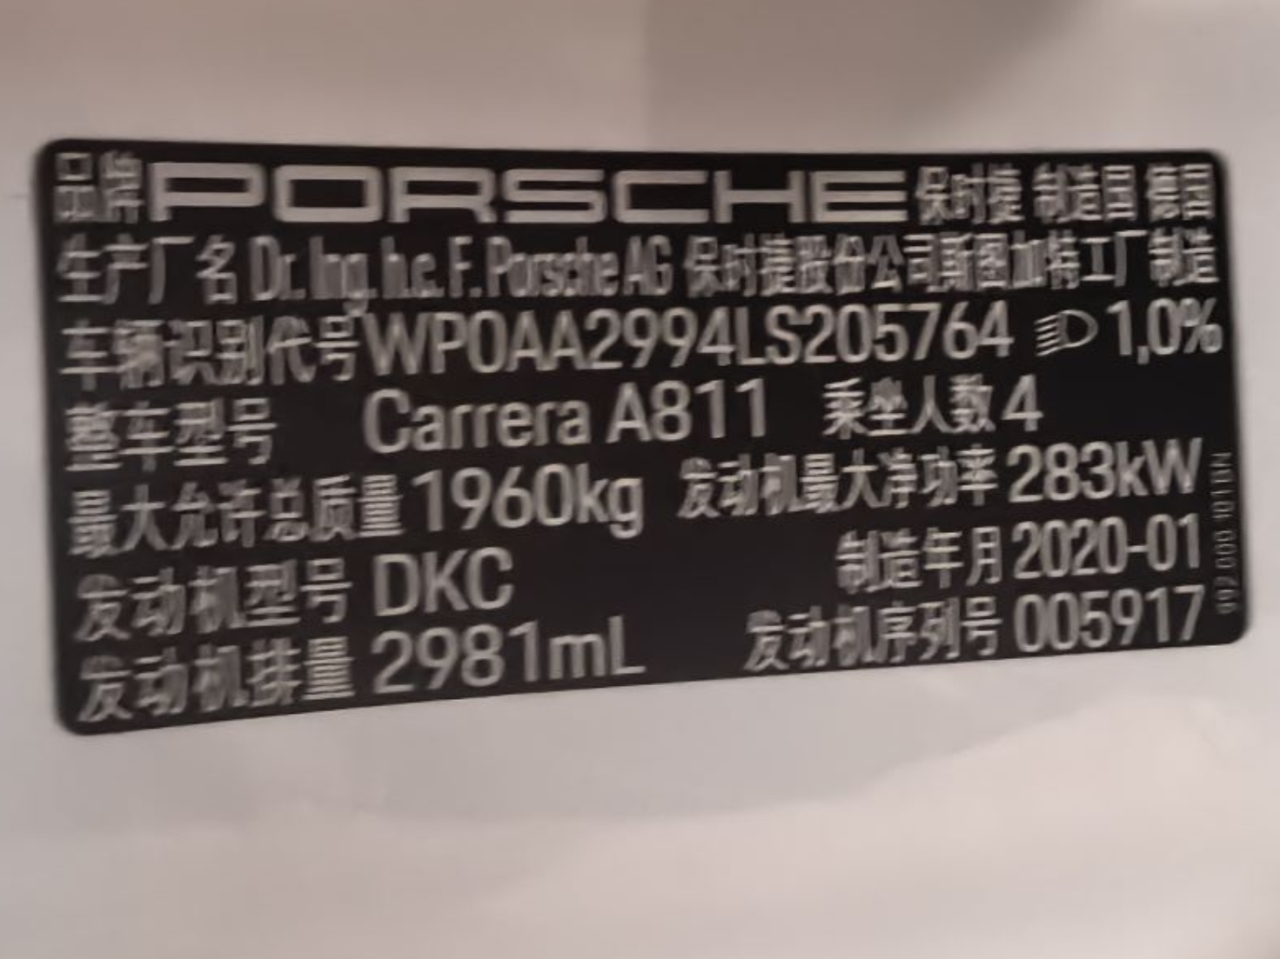 品牌 PORSCHE 保时捷 制造国 德国
生产厂名 Dr. Ing. h.c. F. Porsche AG 保时捷股份公司斯图加特工厂制造
车辆识别代号 WP0AA2994LS205764 1,0%
整车型号 Carrera A811 乘坐人数 4
最大允许总质量 1960kg 发动机最大净功率 283kW
发动机型号 DKC 制造年月 2020-01
发动机排量 2981mL 发动机序列号 005917